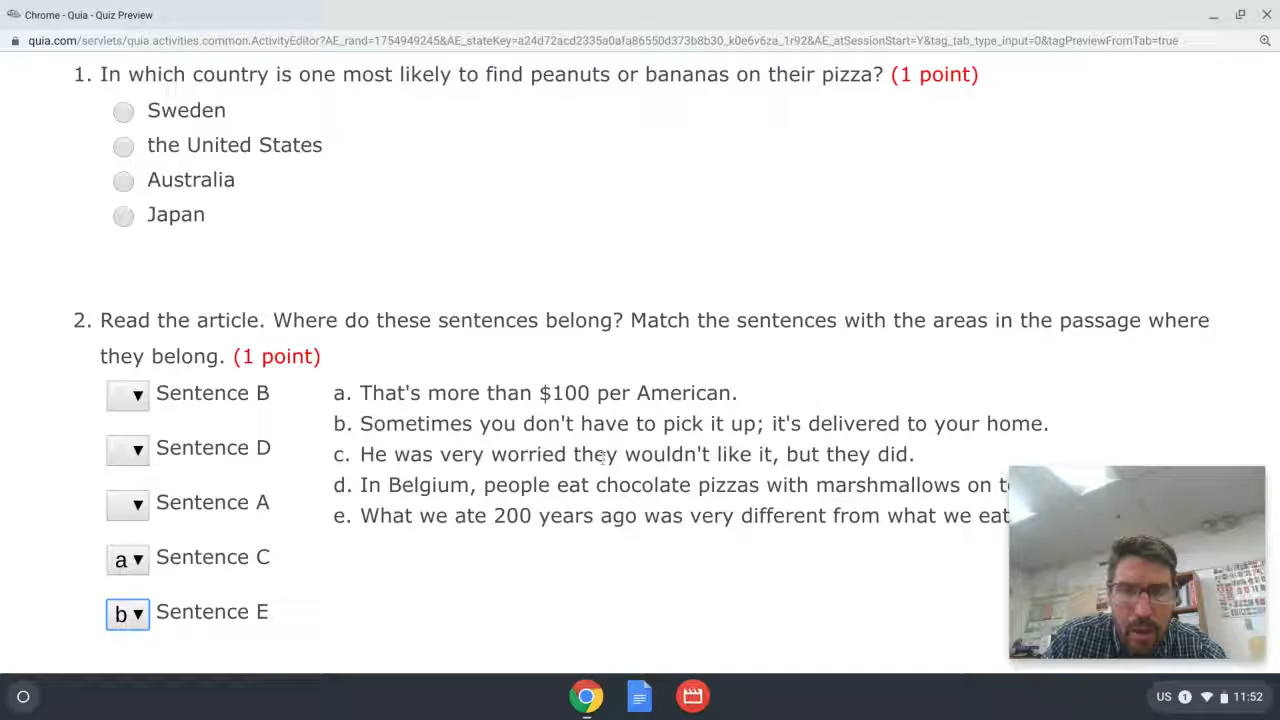 Chrome - Quia - Quiz Preview
quia.com/servlets/quia.activities.common.ActivityEditor?AE_rand=1754949245&AE_stateKey=a24d72acd2335a0afa86550d373b8b30_k0e6v6za_1r92&AE_atSessionStart=Y&tag_tab_type_input=0&tagPreviewFromTab=true
1. In which country is one most likely to find peanuts or bananas on their pizza? (1 point)
Sweden
the United States
Australia
Japan
2. Read the article. Where do these sentences belong? Match the sentences with the areas in the passage where
they belong. (1 point)
Sentence B a. That's more than $100 per American.
b. Sometimes you don't have to pick it up; it's delivered to your home.
Sentence D c. He was very worried they wouldn't like it, but they did.
Sentence A d. In Belgium, people eat chocolate pizzas with marshmallows on
e. What we ate 200 years ago was very different from what we eat
a Sentence C
b Sentence E
US 1 11:52